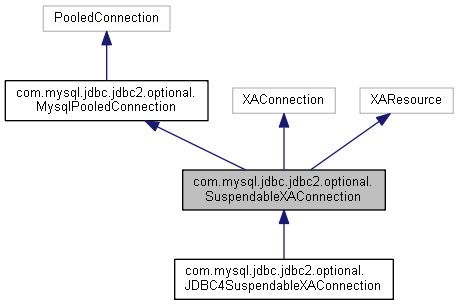 PooledConnection
com.mysql.jdbc.jdbc2.optional.
MysqlPooledConnection
XAConnection
XAResource
com.mysql.jdbc.jdbc2.optional.
SuspendableXAConnection
com.mysql.jdbc.jdbc2.optional.
JDBC4SuspendableXAConnection